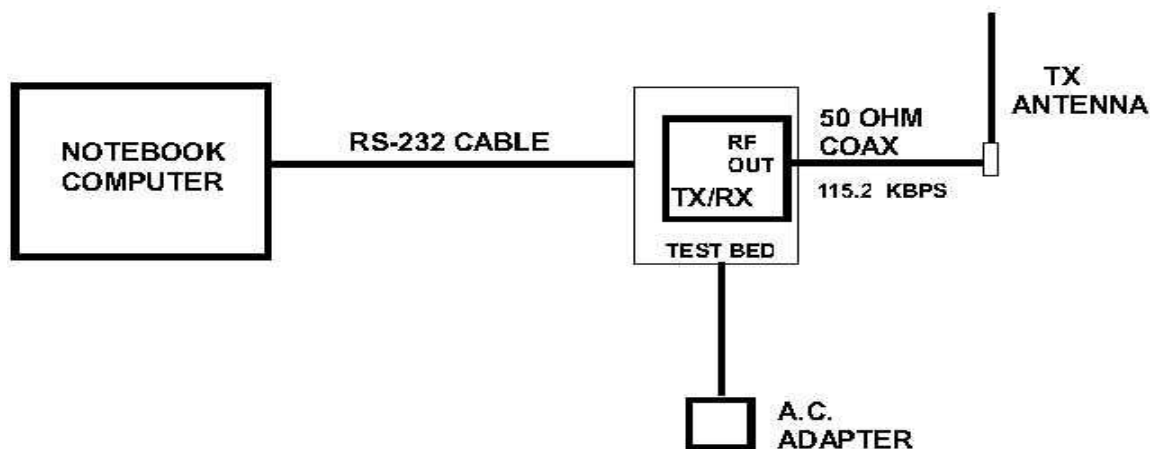 NOTEBOOK
COMPUTER
RS-232 CABLE
RF
OUT
TX/RX
TEST BED
50 OHM
COAX
115.2 KBPS
TX
ANTENNA
A.C.
ADAPTER